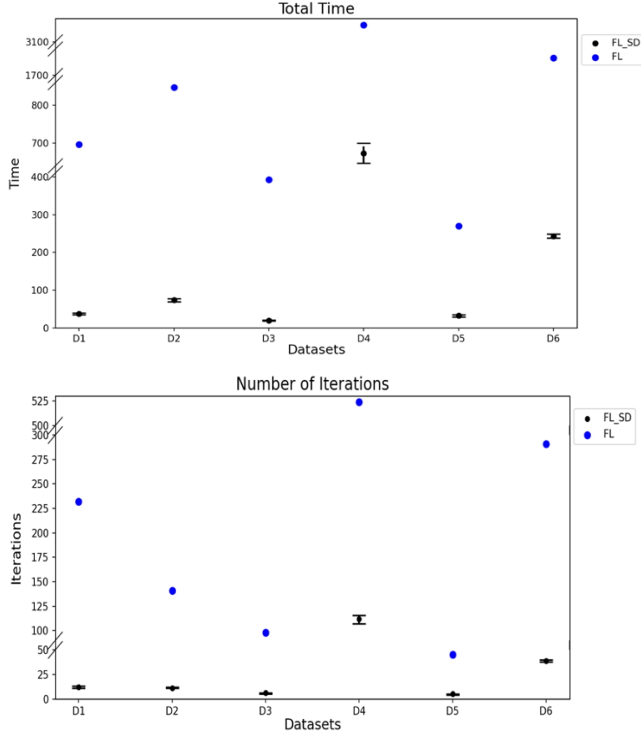 Total Time
FL_SD
FL
3100
1700
800
700
400
300
200
100
0
Time
D1 D2 D3 D4 D5 D6
Datasets
Number of Iterations
FL_SD
FL
525
500
300
275
250
225
200
175
150
125
100
50
25
0
Iterations
D1 D2 D3 D4 D5 D6
Datasets